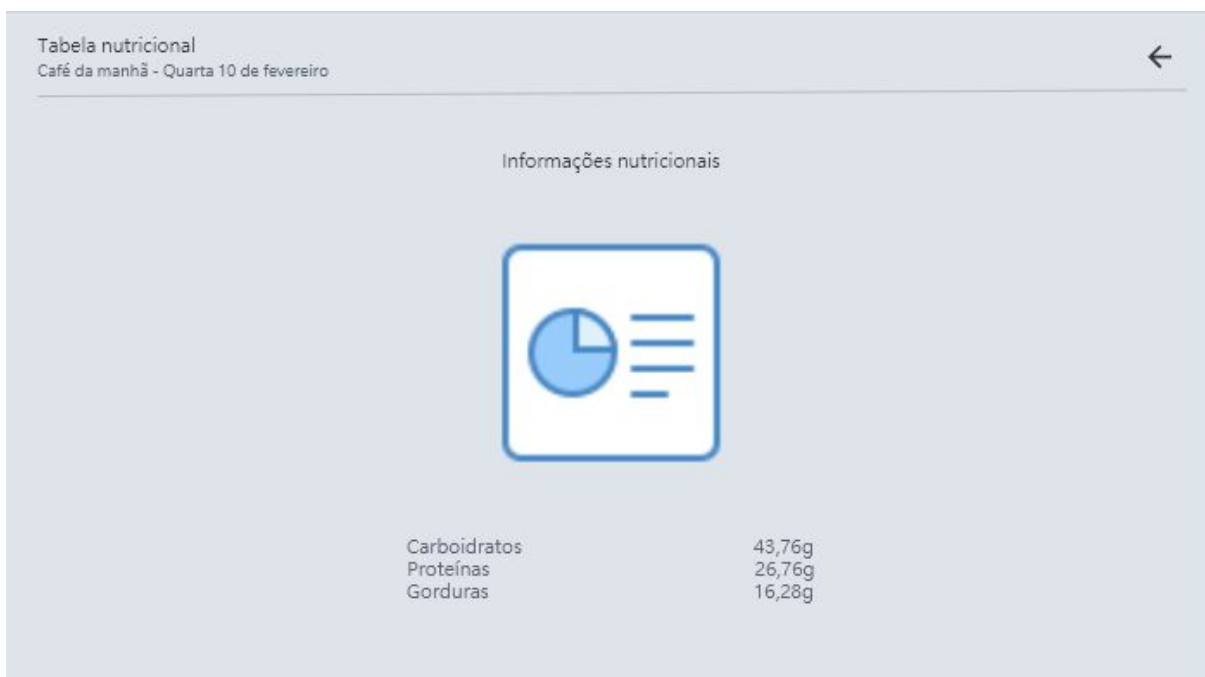 Tabela nutricional
Café da manhã - Quarta 10 de fevereiro
Informações nutricionais
Carboidratos 43,76g
Proteínas 26,76g
Gorduras 16,28g